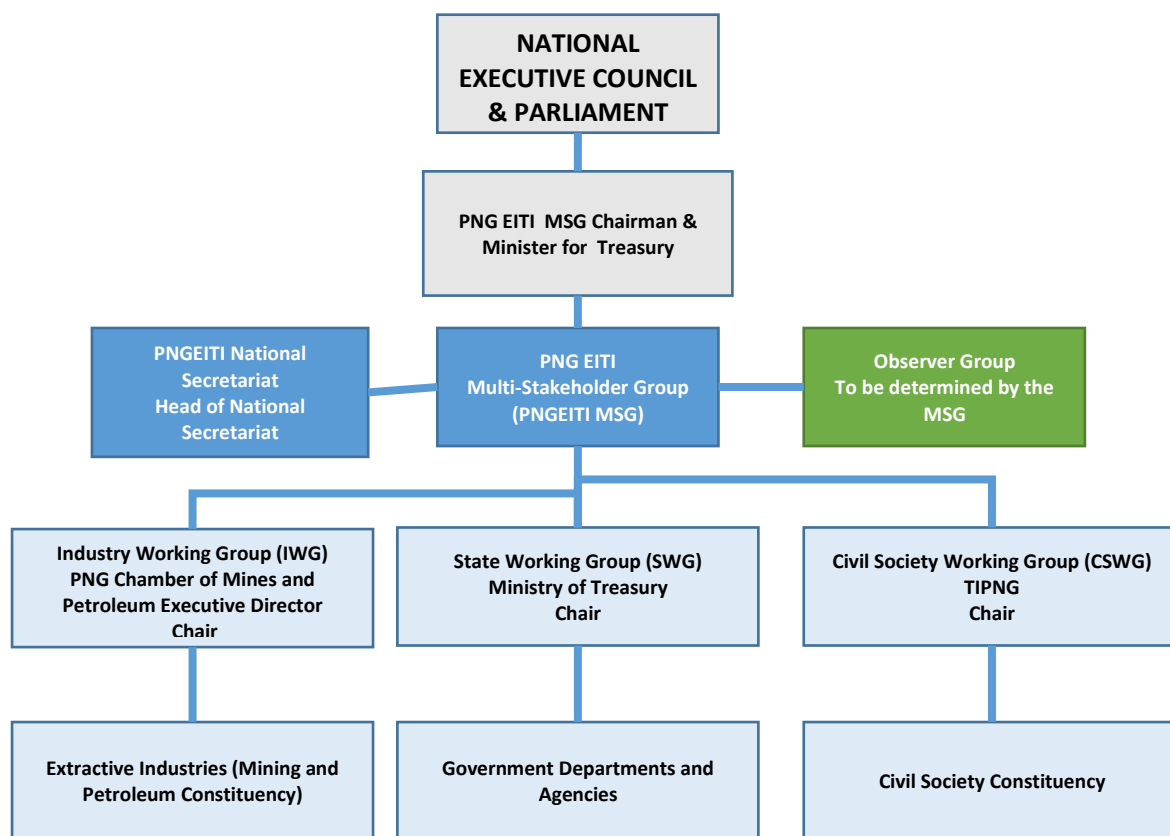 NATIONAL
EXECUTIVE COUNCIL
& PARLIAMENT
PNG EITI MSG Chairman &
Minister for Treasury
PNGEITI National
Secretariat
Head of National
Secretariat
PNG EITI
Multi-Stakeholder Group
(PNGEITI MSG)
Observer Group
To be determined by the
MSG
Industry Working Group (IWG)
PNG Chamber of Mines and
Petroleum Executive Director
Chair
State Working Group (SWG)
Ministry of Treasury
Chair
Civil Society Working Group (CSWG)
TIPNG
Chair
Extractive Industries (Mining and
Petroleum Constituency)
Government Departments and
Agencies
Civil Society Constituency